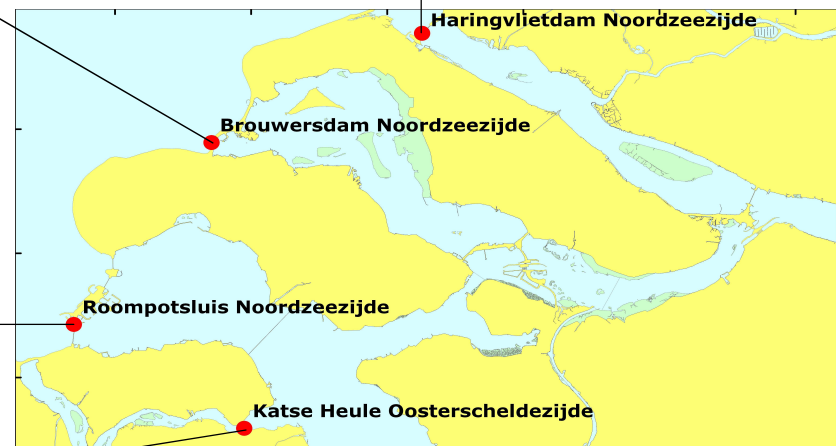 Haringvlietdam Noordzeezijde
Brouwersdam Noordzeezijde
Roompotsluis Noordzeezijde
Katse Heule Oosterscheldezijde